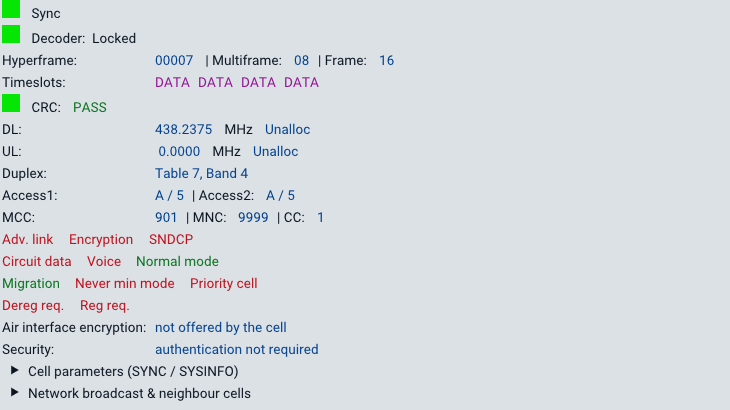 Sync
Decoder: Locked
Hyperframe: 00007 | Multiframe: 08 | Frame: 16
Timeslots: DATA DATA DATA DATA
CRC: PASS
DL: 438.2375 MHz Unalloc
UL: 0.0000 MHz Unalloc
Duplex: Table 7, Band 4
Access1: A / 5 | Access2: A / 5
MCC: 901 | MNC: 9999 | CC: 1
Adv. link Encryption SNDCP
Circuit data Voice Normal mode
Migration Never min mode Priority cell
Dereg req. Reg req.
Air interface encryption: not offered by the cell
Security: authentication not required
Cell parameters (SYNC / SYSINFO)
Network broadcast & neighbour cells